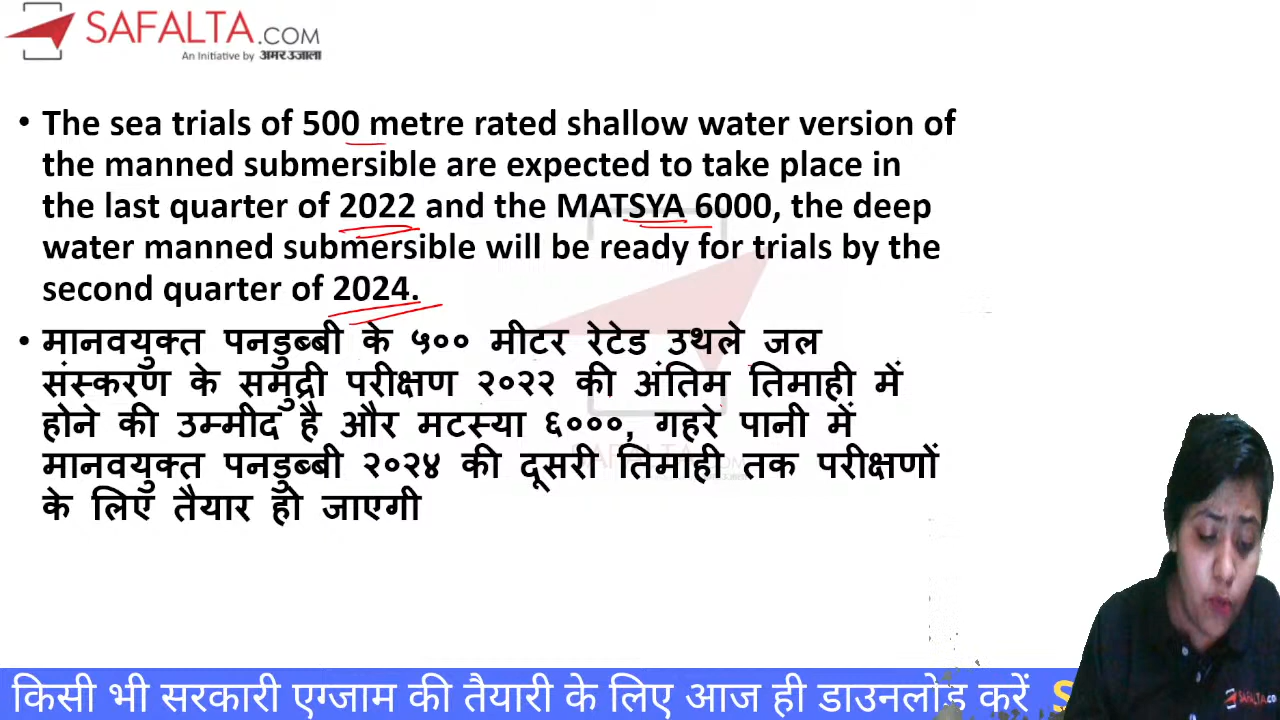 SAFALTA.COM
An Initiative by अमर उजाला
• The sea trials of 500 metre rated shallow water version of
the manned submersible are expected to take place in
the last quarter of 2022 and the MATSYA 6000, the deep
water manned submersible will be ready for trials by the
second quarter of 2024.
• मानवयुक्त पनडुब्बी के ५०० मीटर रेटेड उथले जल
संस्करण के समुद्री परीक्षण २०२२ की अंतिम तिमाही में
होने की उम्मीद है और मटस्या ६०००, गहरे पानी में
मानवयुक्त पनडुब्बी २०२४ की दूसरी तिमाही तक परीक्षणों
के लिए तैयार हो जाएगी
SAFALTA.CO
किसी भी सरकारी एग्जाम की तैयारी के लिए आज ही डाउनलोड करें S